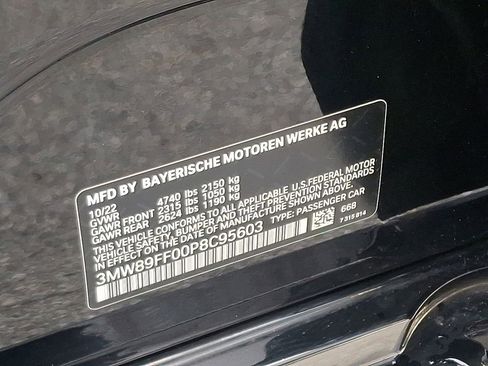 MFD BY BAYERISCHE MOTOREN WERKE AG
10/22
GVWR 4740 lbs 2150 kg
GAWR FRONT 2315 lbs 1050 kg
GAWR REAR 2624 lbs 1190 kg
THIS VEHICLE CONFORMS TO ALL APPLICABLE U.S. FEDERAL MOTOR
VEHICLE SAFETY, BUMPER, AND THEFT PREVENTION STANDARDS
IN EFFECT ON THE DATE OF MANUFACTURE SHOWN ABOVE.
3MW89FF00P8C95603 TYPE: PASSENGER CAR
668
7 315 814